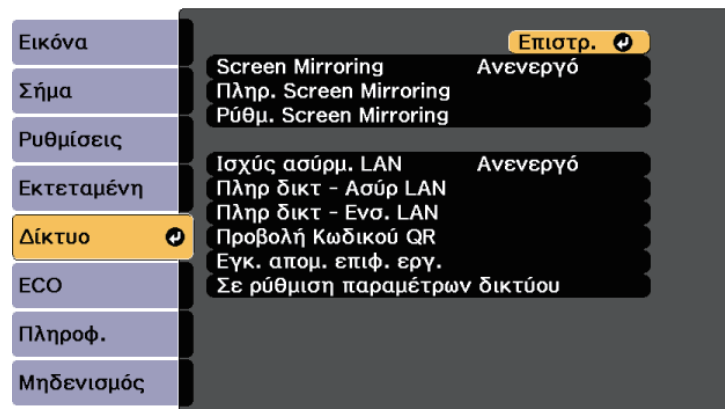 Εικόνα
Σήμα
Ρυθμίσεις
Εκτεταμένη
Δίκτυο
ECO
Πληροφ.
Μηδενισμός
Επιστρ.
Screen Mirroring Ανενεργό
Πληρ. Screen Mirroring
Ρύθμ. Screen Mirroring
Ισχύς ασύρμ. LAN Ανενεργό
Πληρ δικτ - Ασύρ LAN
Πληρ δικτ - Ενσ. LAN
Προβολή Κωδικού QR
Εγκ. απομ. επιφ. εργ.
Σε ρύθμιση παραμέτρων δικτύου